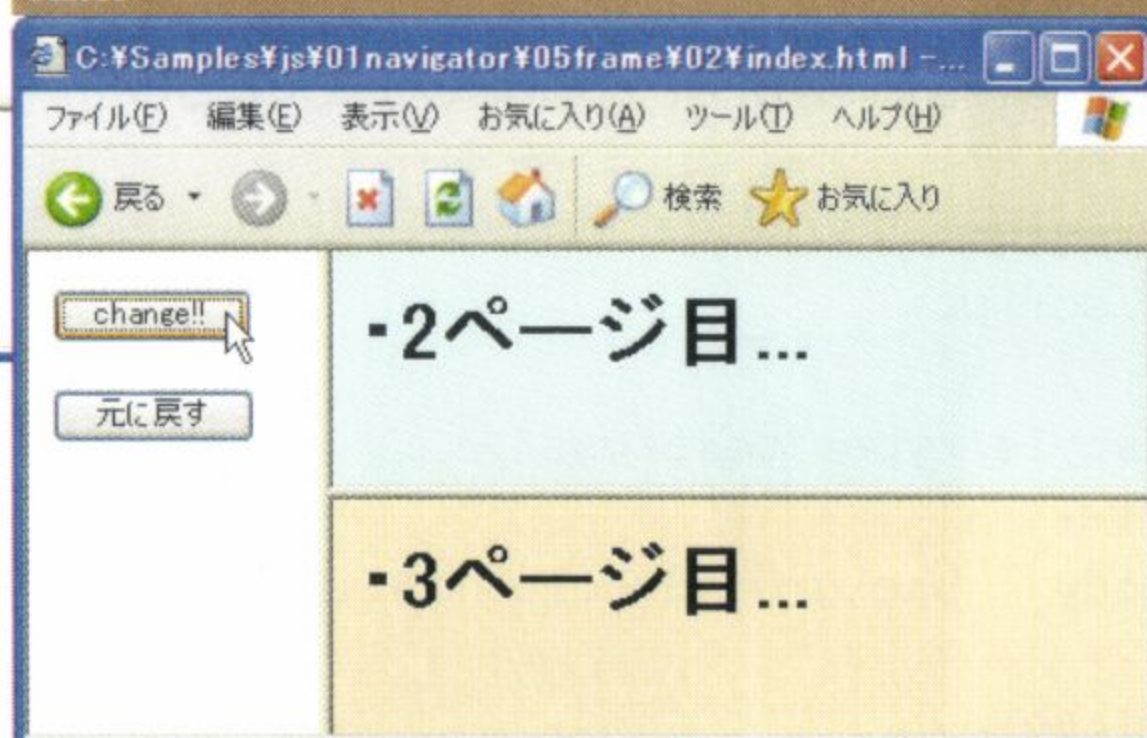 C:¥Samples¥js¥01navigator¥05frame¥02¥index.html -...
ファイル(F) 編集(E) 表示(V) お気に入り(A) ツール(T) ヘルプ(H)
戻る 検索 お気に入り
change!!
元に戻す
・2ページ目...
・3ページ目...